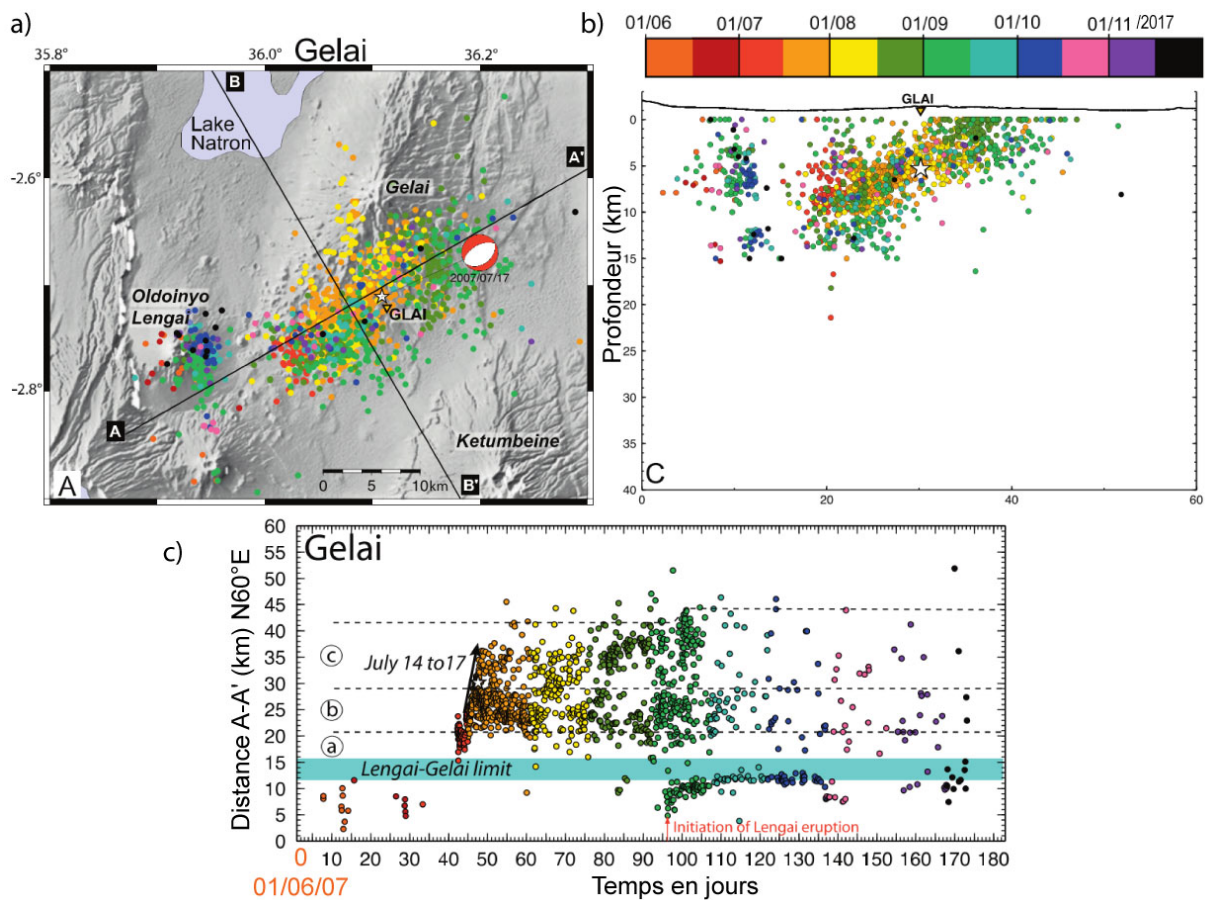 a)
Gelai
35.8°
36.0°
36.2°
B
Lake
Natron
A'
-2.6°
Gelai
2007/07/17
Oldoinyo
Lengai
GLAI
-2.8°
A
Ketumbeine
0 5 10km
A
B'
b)
01/06 01/07 01/08 01/09 01/10 01/11 /2017
GLAI
Profondeur (km)
0
5
10
15
20
25
30
35
40
C
0 20 40 60
c)
Gelai
Distance A-A' (km) N60°E
60
55
50
45
40
35
30
25
20
15
10
5
0
c
July 14 to17
b
a
Lengai-Gelai limit
Initiation of Lengai eruption
0 10 20 30 40 50 60 70 80 90 100 110 120 130 140 150 160 170 180
01/06/07
Temps en jours